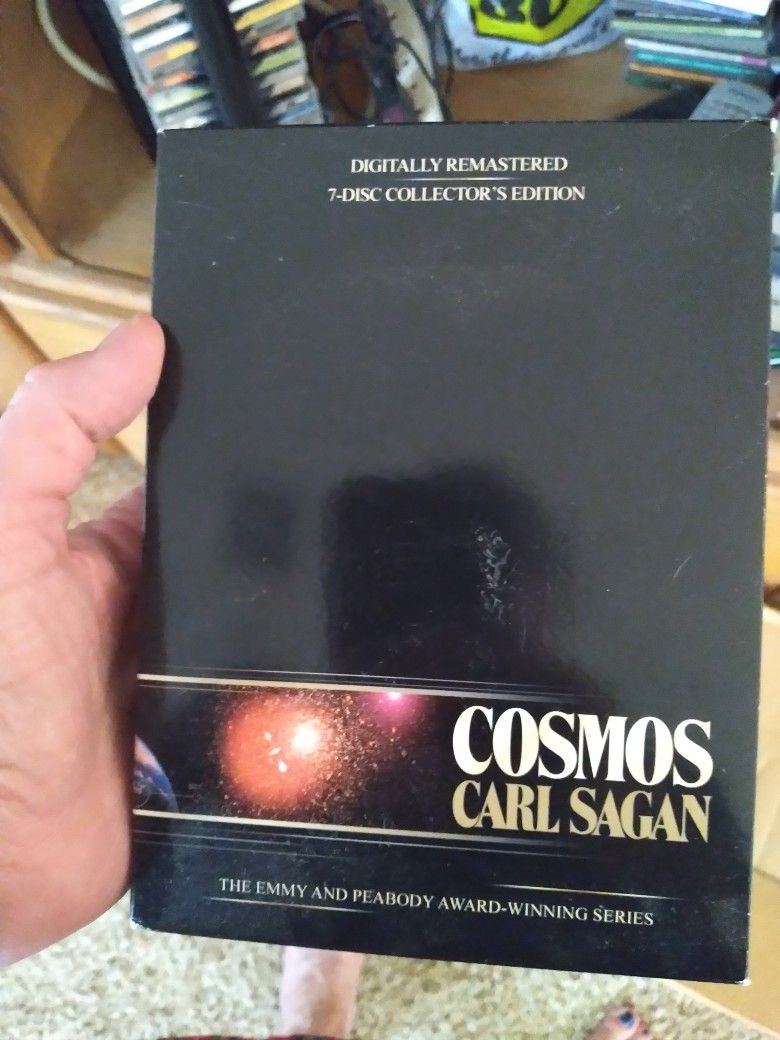 DIGITALLY REMASTERED
7-DISC COLLECTOR'S EDITION
COSMOS
CARL SAGAN
THE EMMY AND PEABODY AWARD-WINNING SERIES